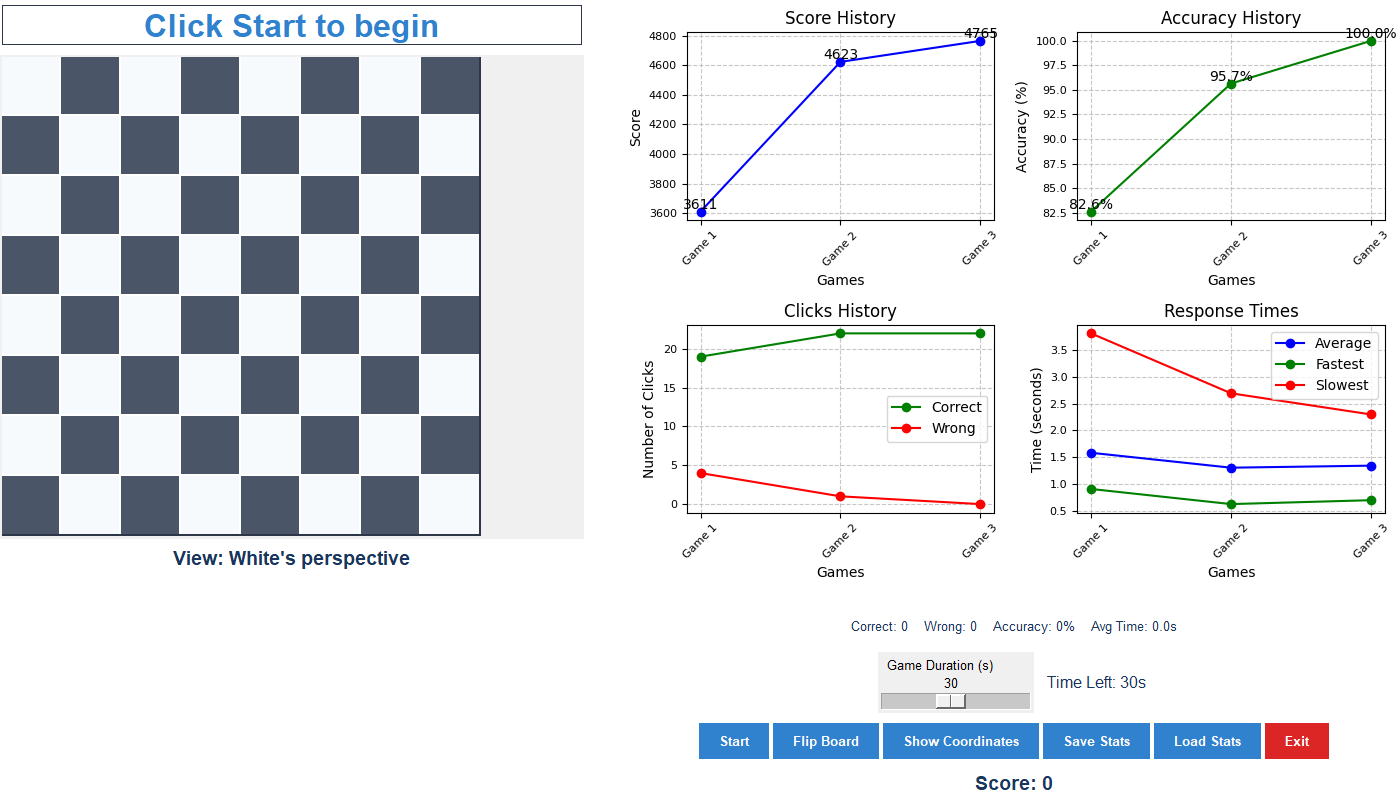 Click Start to begin
View: White's perspective
Score History
Score
4800
4600
4400
4200
4000
3800
3600
3611
4623
4765
Game 1
Game 2
Game 3
Games
Accuracy History
Accuracy (%)
100.0
97.5
95.0
92.5
90.0
87.5
85.0
82.5
82.6%
95.7%
100.0%
Game 1
Game 2
Game 3
Games
Clicks History
Number of Clicks
20
15
10
5
0
Correct
Wrong
Game 1
Game 2
Game 3
Games
Response Times
Time (seconds)
3.5
3.0
2.5
2.0
1.5
1.0
0.5
Average
Fastest
Slowest
Game 1
Game 2
Game 3
Games
Correct: 0 Wrong: 0 Accuracy: 0% Avg Time: 0.0s
Game Duration (s)
30
Time Left: 30s
Start
Flip Board
Show Coordinates
Save Stats
Load Stats
Exit
Score: 0